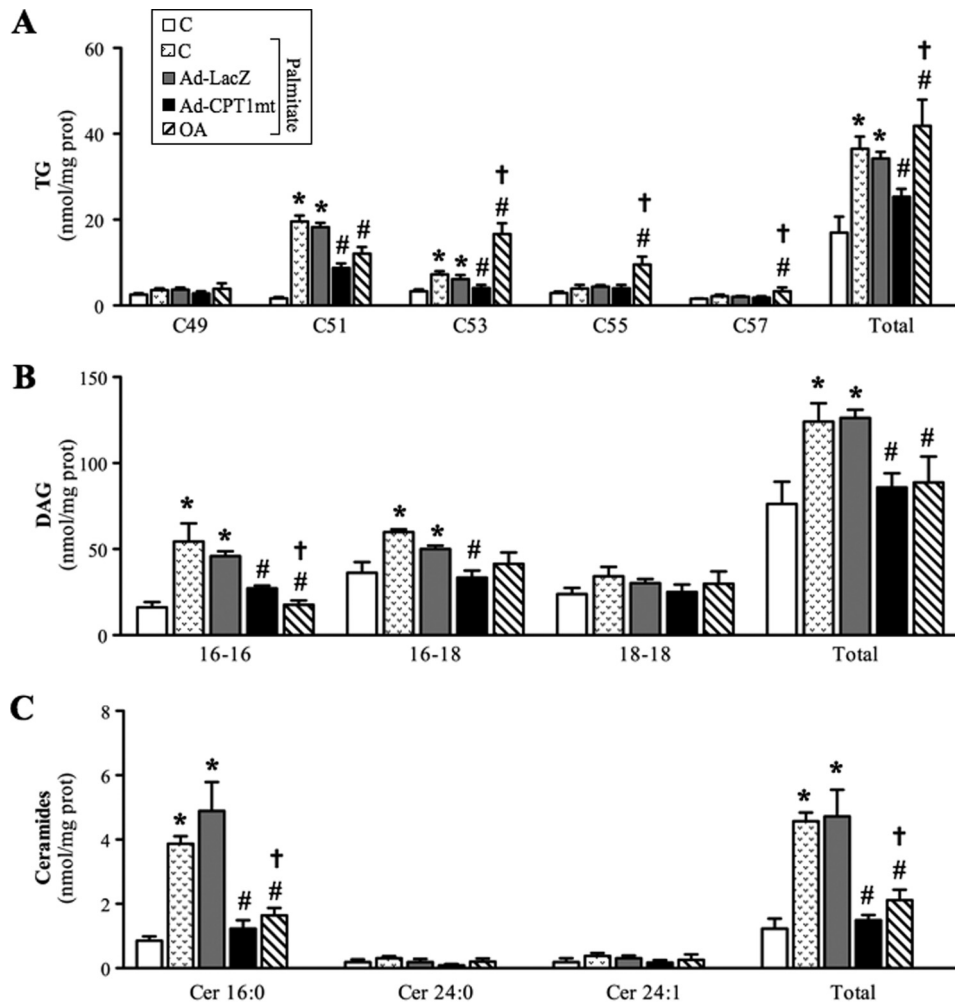 A
C
C
Ad-LacZ
Ad-CPT1mt
OA
Palmitate
TG
(nmol/mg prot)
60
40
20
0
* * # #
* * # # †
# †
# †
* * # # †
C49 C51 C53 C55 C57 Total
B
DAG
(nmol/mg prot)
150
100
50
0
* * # # †
* * #
* * # #
16-16 16-18 18-18 Total
C
Ceramides
(nmol/mg prot)
8
6
4
2
0
* * # # †
* * # # †
Cer 16:0 Cer 24:0 Cer 24:1 Total